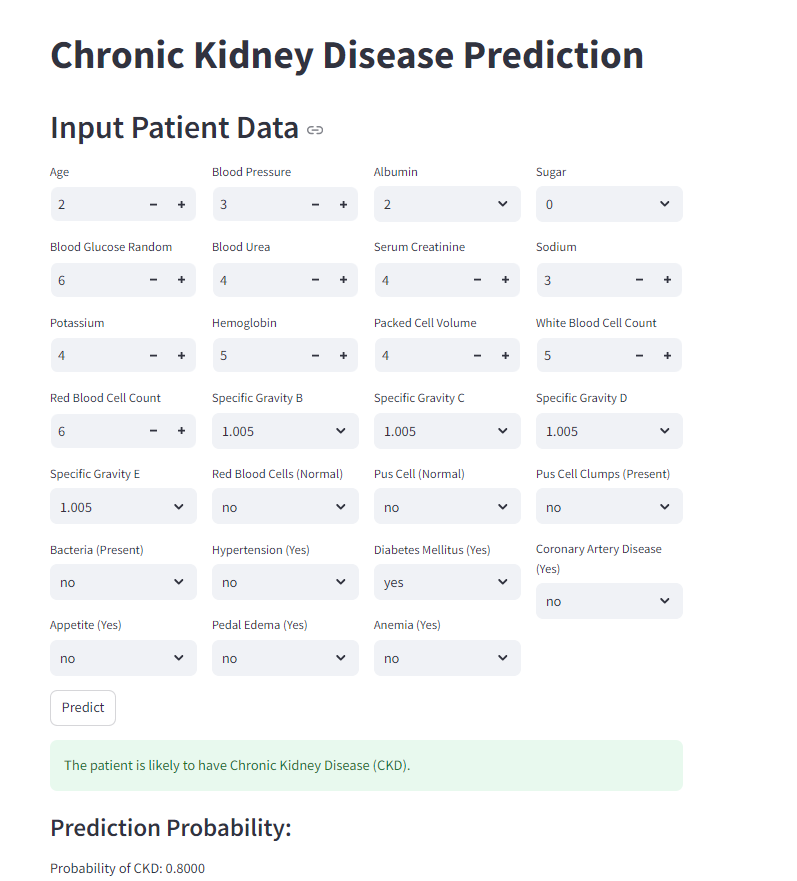 Chronic Kidney Disease Prediction
Input Patient Data
Age Blood Pressure Albumin Sugar
2 − + 3 − + 2 0
Blood Glucose Random Blood Urea Serum Creatinine Sodium
6 − + 4 − + 4 − + 3 − +
Potassium Hemoglobin Packed Cell Volume White Blood Cell Count
4 − + 5 − + 4 − + 5 − +
Red Blood Cell Count Specific Gravity B Specific Gravity C Specific Gravity D
6 − + 1.005 1.005 1.005
Specific Gravity E Red Blood Cells (Normal) Pus Cell (Normal) Pus Cell Clumps (Present)
1.005 no no no
Bacteria (Present) Hypertension (Yes) Diabetes Mellitus (Yes) Coronary Artery Disease
(Yes)
no no yes no
Appetite (Yes) Pedal Edema (Yes) Anemia (Yes)
no no no
Predict
The patient is likely to have Chronic Kidney Disease (CKD).
Prediction Probability:
Probability of CKD: 0.8000